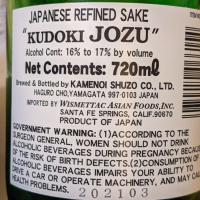 JAPANESE REFINED SAKE
"KUDOKI JOZU"
Alcohol Cont: 16% to 17% by volume
Net Contents: 720mℓ
Brewed & Bottled by KAMENOI SHUZO CO., LTD.
HAGURO CHO,YAMAGATA 997-0103 JAPAN
IMPORTED BY WISMETTAC ASIAN FOODS, INC.
SANTA FE SPRINGS, CALIF.90670
PRODUCT OF JAPAN
GOVERNMENT WARNING: (1)ACCORDING TO THE
SURGEON GENERAL, WOMEN SHOULD NOT DRINK
ALCOHOLIC BEVERAGES DURING PREGNANCY BECAUSE
OF THE RISK OF BIRTH DEFECTS.(2)CONSUMPTION OF
ALCOHOLIC BEVERAGES IMPAIRS YOUR ABILITY TO
DRIVE A CAR OR OPERATE MACHINERY, AND MAY CAUSE
HEALTH PROBLEMS.
202103